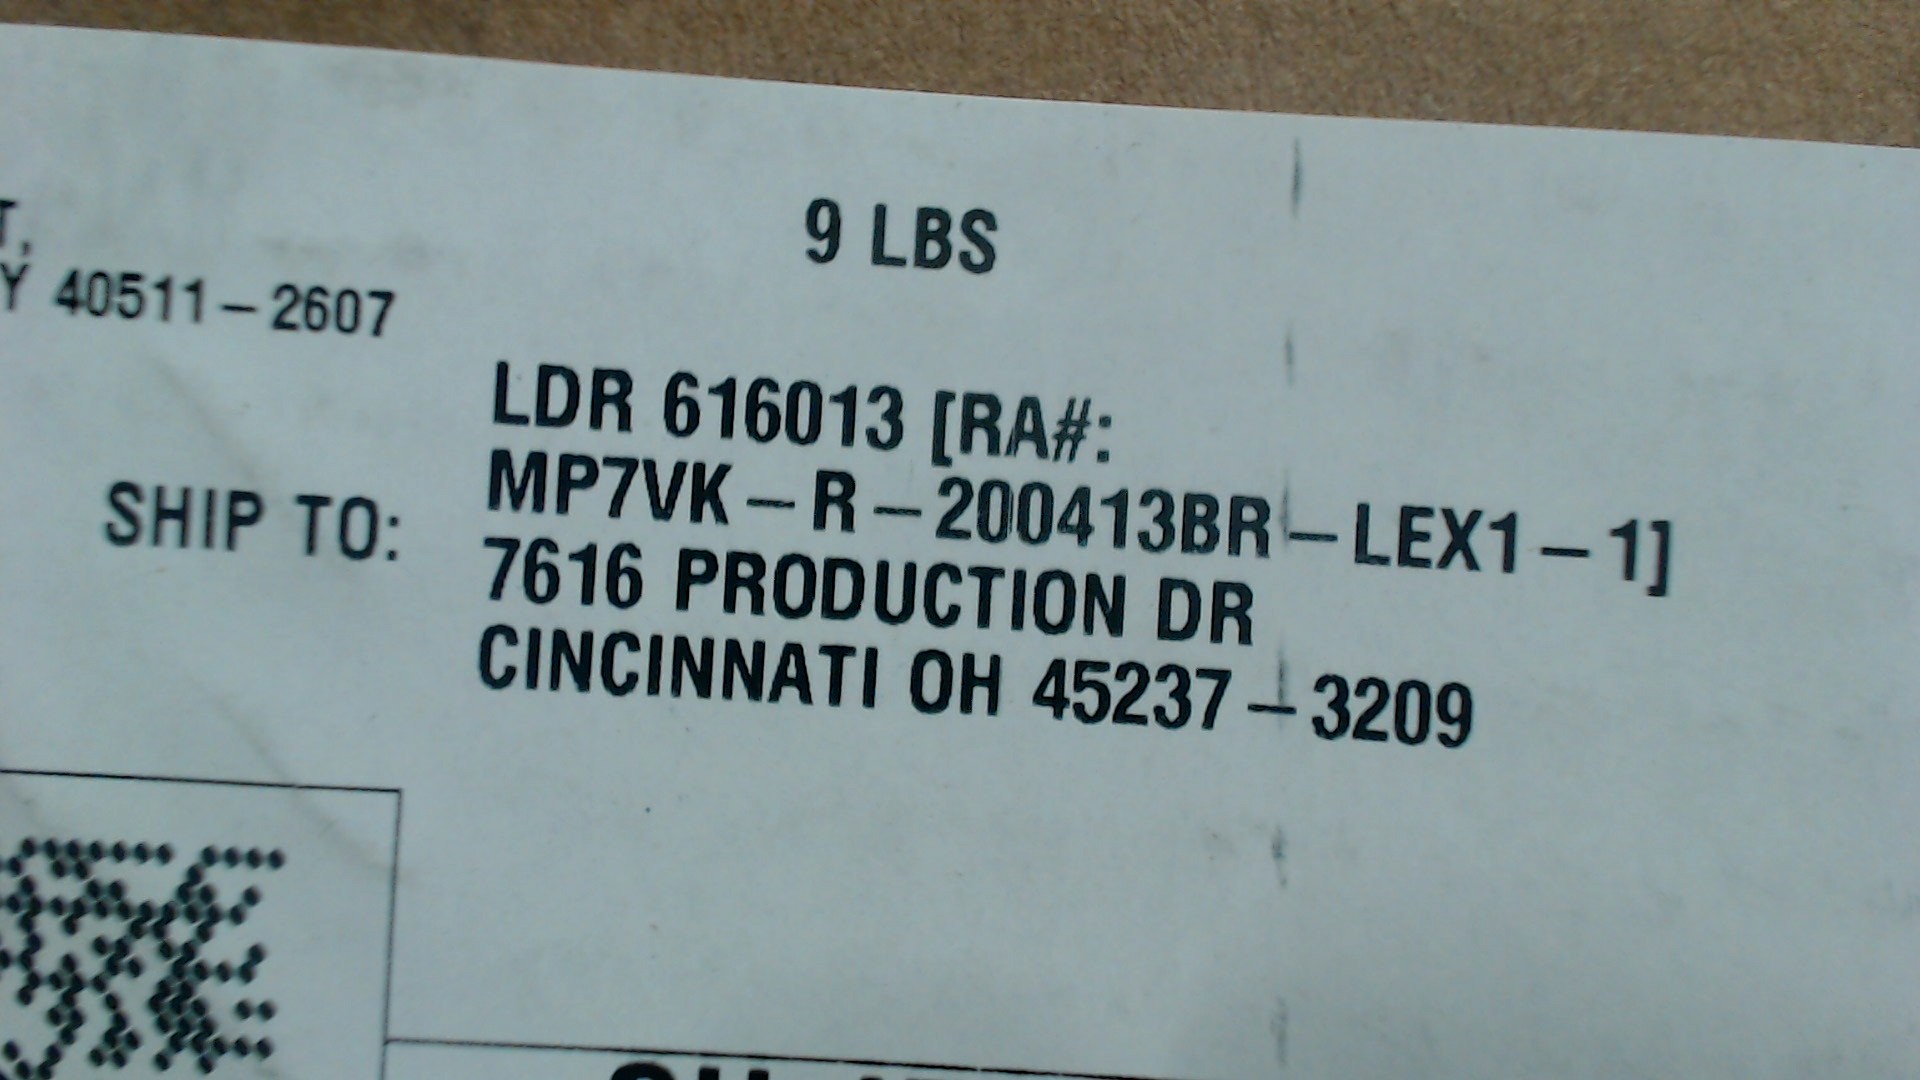 9 LBS
T,
Y 40511-2607
LDR 616013 [RA#:
MP7VK-R-200413BR-LEX1-1]
SHIP TO:
7616 PRODUCTION DR
CINCINNATI OH 45237-3209